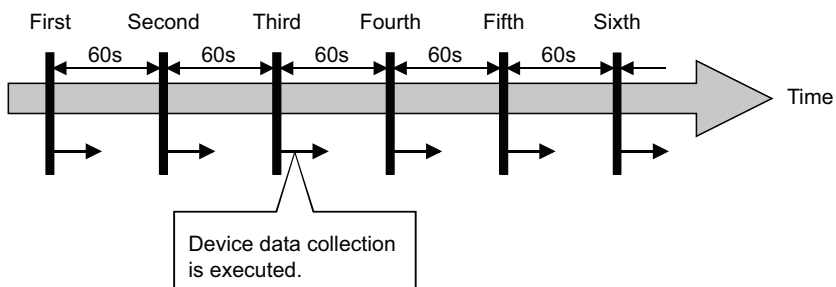 First Second Third Fourth Fifth Sixth
60s 60s 60s 60s 60s
Time
Device data collection
is executed.